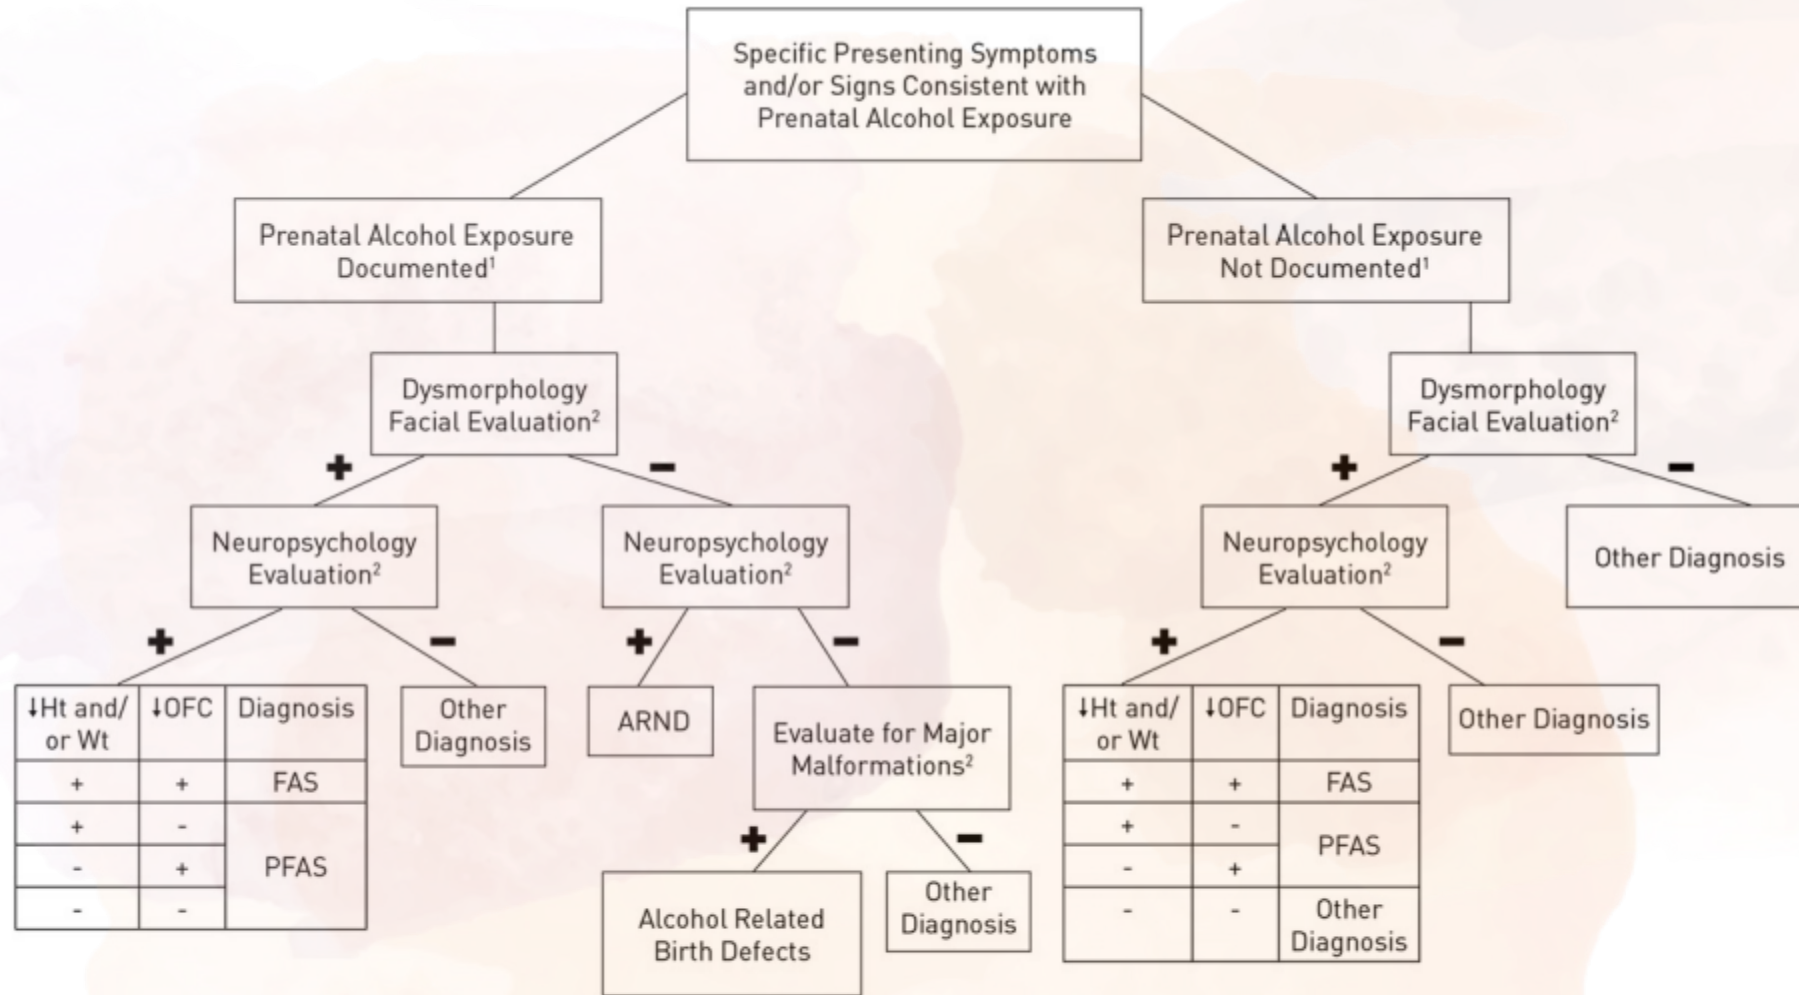 Specific Presenting Symptoms
and/or Signs Consistent with
Prenatal Alcohol Exposure
Prenatal Alcohol Exposure
Documented¹
Prenatal Alcohol Exposure
Not Documented¹
Dysmorphology
Facial Evaluation²
Dysmorphology
Facial Evaluation²
+
-
+
-
Neuropsychology
Evaluation²
Neuropsychology
Evaluation²
Neuropsychology
Evaluation²
Other Diagnosis
+
-
+
-
+
-
↓Ht and/
or Wt
↓OFC
Diagnosis
+ + FAS
+ -
- + PFAS
- -
Other
Diagnosis
ARND
Evaluate for Major
Malformations²
+
-
Alcohol Related
Birth Defects
Other
Diagnosis
↓Ht and/
or Wt
↓OFC
Diagnosis
+ + FAS
+ -
PFAS
- +
- -
Other
Diagnosis
Other Diagnosis